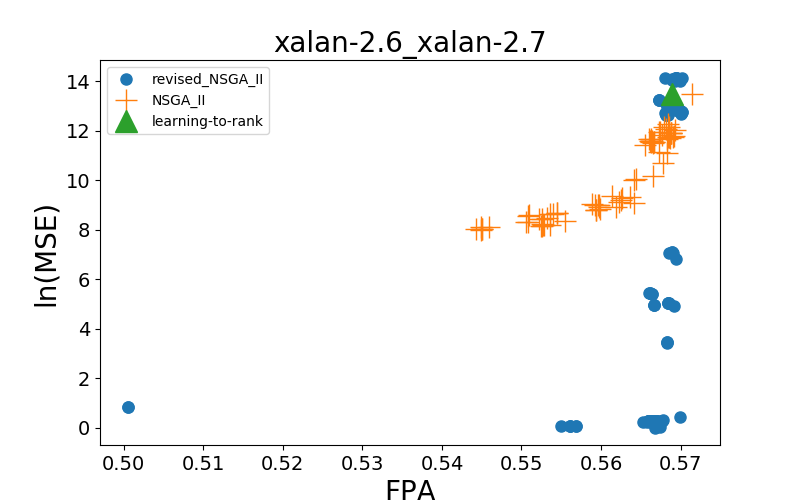 xalan-2.6_xalan-2.7
revised_NSGA_II
NSGA_II
learning-to-rank
14
12
10
8
6
4
2
0
ln(MSE)
0.50 0.51 0.52 0.53 0.54 0.55 0.56 0.57
FPA